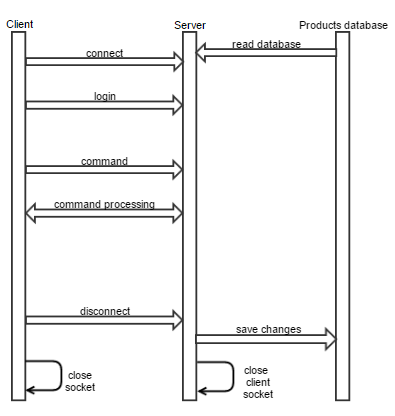 Client
Server
Products database
read database
connect
login
command
command processing
disconnect
save changes
close
socket
close
client
socket